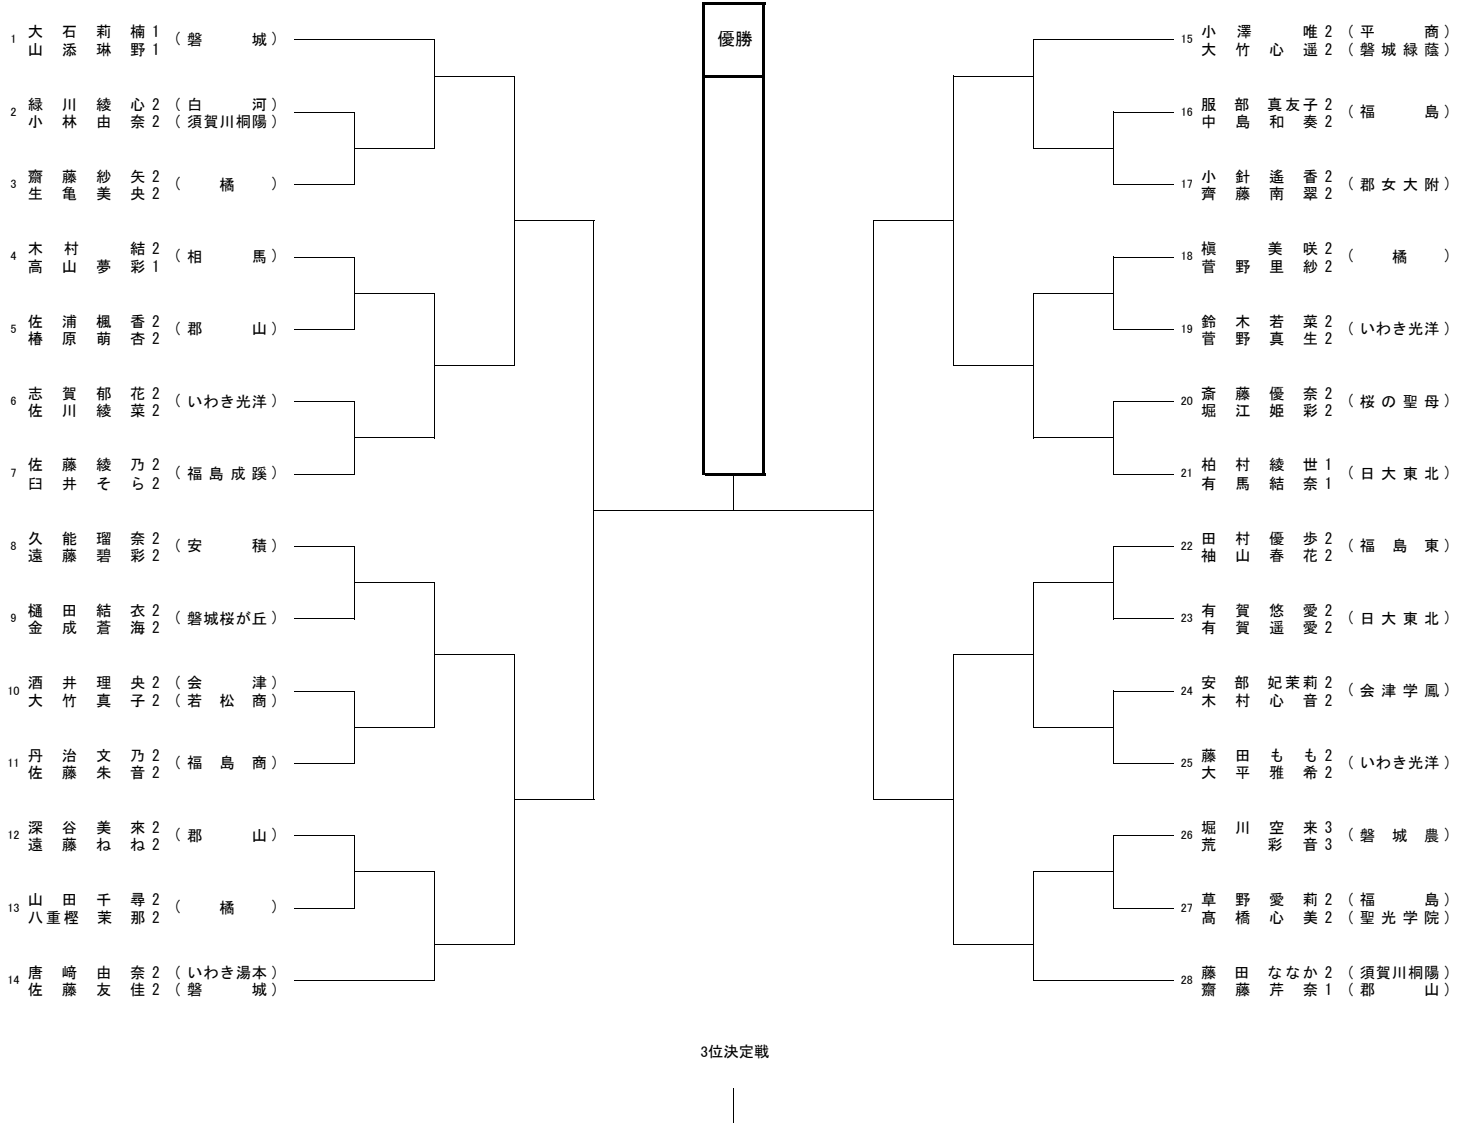 優勝
1 大石莉楠 1 (磐城)
山添琳野 1
2 緑川綾心 2 (白河)
小林由奈 2 (須賀川桐陽)
3 齋藤紗矢 2 (橘)
生亀美央 2
4 木村結 2 (相馬)
高山夢彩 1
5 佐浦楓香 2 (郡山)
椿原萌杏 2
6 志賀郁花 2 (いわき光洋)
佐川綾菜 2
7 佐藤綾乃 2 (福島成蹊)
臼井そら 2
8 久能瑠奈 2 (安積)
遠藤碧彩 2
9 樋田結衣 2 (磐城桜が丘)
金成蒼海 2
10 酒井理央 2 (会津)
大竹真子 2 (若松商)
11 丹治文乃 2 (福島商)
佐藤朱音 2
12 深谷美來 2 (郡山)
遠藤ねね 2
13 山田千尋 2 (橘)
八重樫茉那 2
14 唐﨑由奈 2 (いわき湯本)
佐藤友佳 2 (磐城)
15 小澤唯 2 (平商)
大竹心遥 2 (磐城緑蔭)
16 服部真友子 2 (福島)
中島和奏 2
17 小針遙香 2 (郡女大附)
齊藤南翠 2
18 槇美咲 2 (橘)
菅野里紗 2
19 鈴木若菜 2 (いわき光洋)
菅野真生 2
20 斎藤優奈 2 (桜の聖母)
堀江姫彩 2
21 柏村綾世 1 (日大東北)
有馬結奈 1
22 田村優歩 2 (福島東)
袖山春花 2
23 有賀悠愛 2 (日大東北)
有賀遥愛 2
24 安部妃茉莉 2 (会津学鳳)
木村心音 2
25 藤田もも 2 (いわき光洋)
大平雅希 2
26 堀川空来 3 (磐城農)
荒彩音 3
27 草野愛莉 2 (福島)
髙橋心美 2 (聖光学院)
28 藤田ななか 2 (須賀川桐陽)
齋藤芹奈 1 (郡山)
3位決定戦